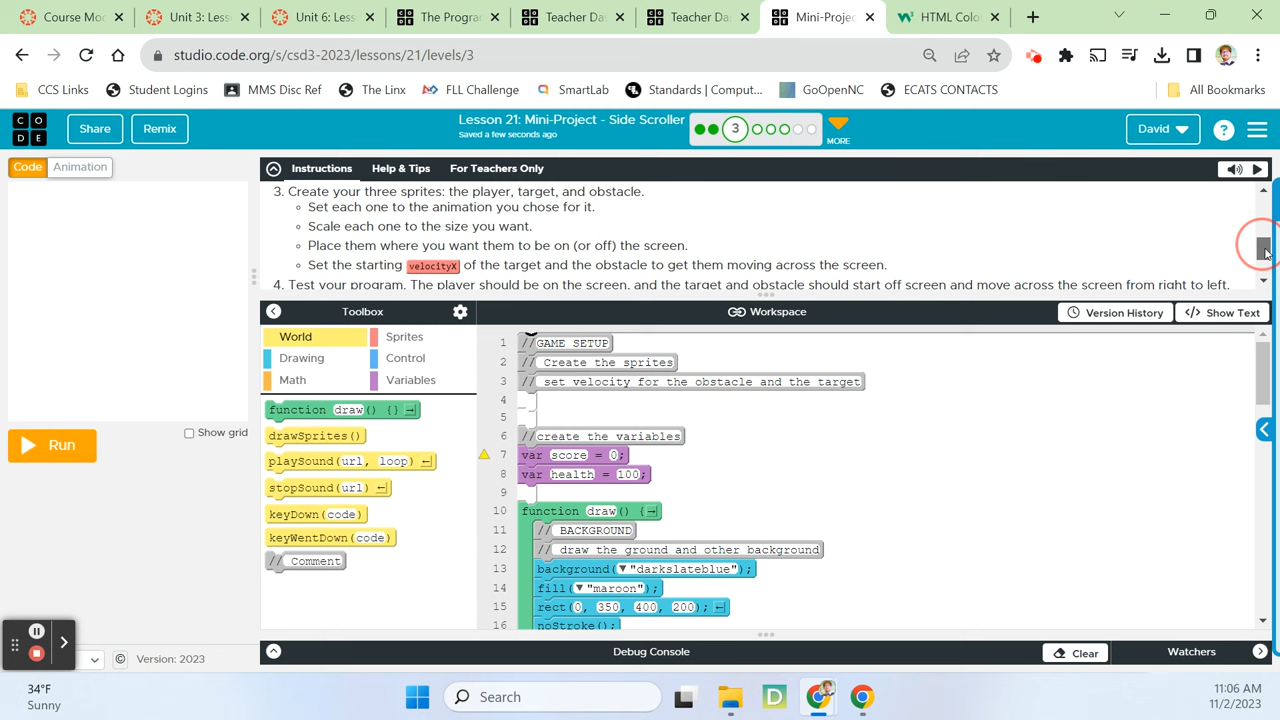 Course Mo
Unit 3: Less
Unit 6: Less
The Progra
Teacher Da
Teacher Da
Mini-Projec
HTML Colo
studio.code.org/s/csd3-2023/lessons/21/levels/3
CCS Links
Student Logins
MMS Disc Ref
The Linx
FLL Challenge
SmartLab
Standards | Comput...
GoOpenNC
ECATS CONTACTS
All Bookmarks
CODE
Share
Remix
Lesson 21: Mini-Project - Side Scroller
Saved a few seconds ago
3
MORE
David
?
Code
Animation
Instructions
Help & Tips
For Teachers Only
3. Create your three sprites: the player, target, and obstacle.
Set each one to the animation you chose for it.
Scale each one to the size you want.
Place them where you want them to be on (or off) the screen.
Set the starting velocityX of the target and the obstacle to get them moving across the screen.
4. Test your program. The player should be on the screen, and the target and obstacle should start off screen and move across the screen from right to left.
Toolbox
Workspace
Version History
</> Show Text
World
Sprites
Drawing
Control
Math
Variables
function draw() {}
drawSprites()
playSound(url, loop)
stopSound(url)
keyDown(code)
keyWentDown(code)
// Comment
1 //GAME SETUP
2 // Create the sprites
3 // set velocity for the obstacle and the target
4
5
6 //create the variables
7 var score = 0;
8 var health = 100;
9
10 function draw() {
11 // BACKGROUND
12 // draw the ground and other background
13 background("darkslateblue");
14 fill("maroon");
15 rect(0, 350, 400, 200);
16 noStroke();
Run
Show grid
© Version: 2023
Debug Console
Clear
Watchers
34°F
Sunny
Search
11:06 AM
11/2/2023